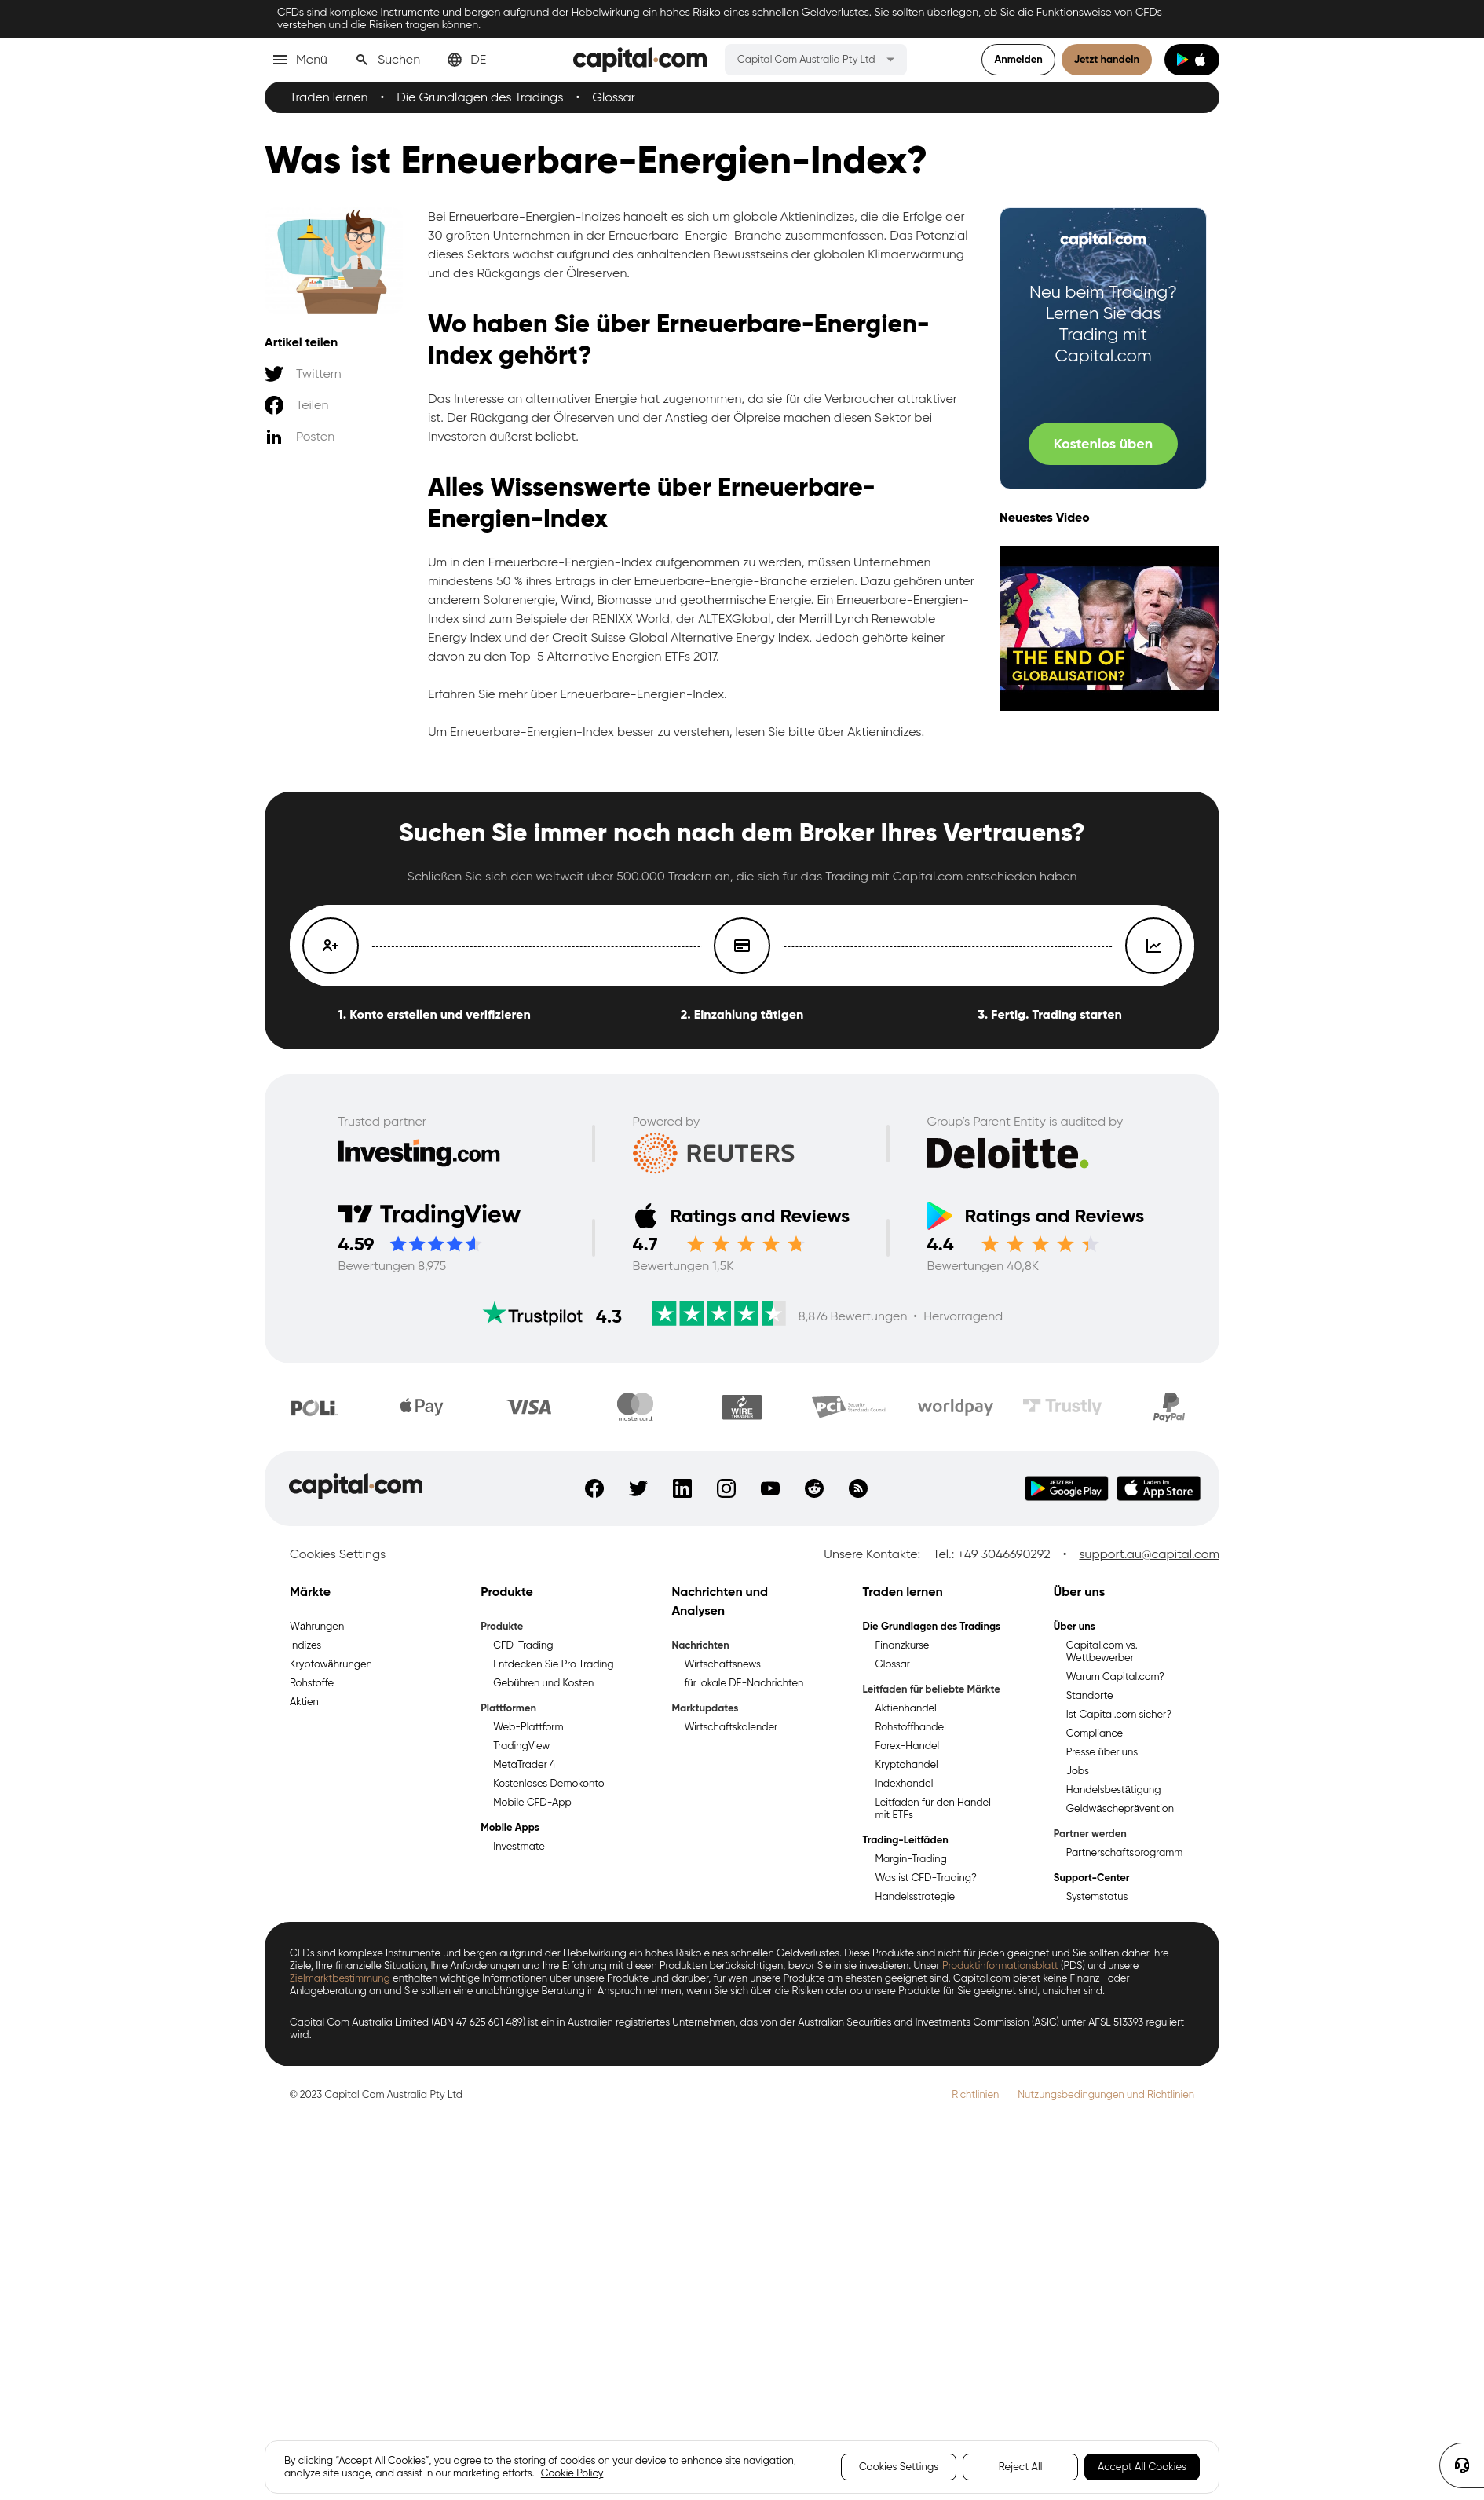 CFDs sind komplexe Instrumente und bergen aufgrund der Hebelwirkung ein hohes Risiko eines schnellen Geldverlustes. Sie sollten überlegen, ob Sie die Funktionsweise von CFDs
verstehen und die Risiken tragen können.
Menü Suchen DE capital.com Capital Com Australia Pty Ltd Anmelden Jetzt handeln
Traden lernen • Die Grundlagen des Tradings • Glossar
Was ist Erneuerbare-Energien-Index?
Artikel teilen
Twittern
Teilen
Posten
Bei Erneuerbare-Energien-Indizes handelt es sich um globale Aktienindizes, die die Erfolge der
30 größten Unternehmen in der Erneuerbare-Energie-Branche zusammenfassen. Das Potenzial
dieses Sektors wächst aufgrund des anhaltenden Bewusstseins der globalen Klimaerwärmung
und des Rückgangs der Ölreserven.
Wo haben Sie über Erneuerbare-Energien-
Index gehört?
Das Interesse an alternativer Energie hat zugenommen, da sie für die Verbraucher attraktiver
ist. Der Rückgang der Ölreserven und der Anstieg der Ölpreise machen diesen Sektor bei
Investoren äußerst beliebt.
Alles Wissenswerte über Erneuerbare-
Energien-Index
Um in den Erneuerbare-Energien-Index aufgenommen zu werden, müssen Unternehmen
mindestens 50 % ihres Ertrags in der Erneuerbare-Energie-Branche erzielen. Dazu gehören unter
anderem Solarenergie, Wind, Biomasse und geothermische Energie. Ein Erneuerbare-Energien-
Index sind zum Beispiele der RENIXX World, der ALTEXGlobal, der Merrill Lynch Renewable
Energy Index und der Credit Suisse Global Alternative Energy Index. Jedoch gehörte keiner
davon zu den Top-5 Alternative Energien ETFs 2017.
Erfahren Sie mehr über Erneuerbare-Energien-Index.
Um Erneuerbare-Energien-Index besser zu verstehen, lesen Sie bitte über Aktienindizes.
capital.com
Neu beim Trading?
Lernen Sie das
Trading mit
Capital.com
Kostenlos üben
Neuestes Video
THE END OF
GLOBALISATION?
Suchen Sie immer noch nach dem Broker Ihres Vertrauens?
Schließen Sie sich den weltweit über 500.000 Tradern an, die sich für das Trading mit Capital.com entschieden haben
1. Konto erstellen und verifizieren 2. Einzahlung tätigen 3. Fertig. Trading starten
Trusted partner Powered by Group's Parent Entity is audited by
Investing.com REUTERS Deloitte.
TradingView Ratings and Reviews Ratings and Reviews
4.59 4.7 4.4
Bewertungen 8,975 Bewertungen 1,5K Bewertungen 40,8K
Trustpilot 4.3 8,876 Bewertungen • Hervorragend
POLi Pay VISA mastercard WIRE TRANSFER PCI Security Standards Council worldpay Trustly PayPal
capital.com JETZT BEI Google Play Laden im App Store
Cookies Settings Unsere Kontakte: Tel.: +49 3046690292 • support.au@capital.com
Märkte
Währungen
Indizes
Kryptowährungen
Rohstoffe
Aktien
Produkte
Produkte
CFD-Trading
Entdecken Sie Pro Trading
Gebühren und Kosten
Plattformen
Web-Plattform
TradingView
MetaTrader 4
Kostenloses Demokonto
Mobile CFD-App
Mobile Apps
Investmate
Nachrichten und
Analysen
Nachrichten
Wirtschaftsnews
für lokale DE-Nachrichten
Marktupdates
Wirtschaftskalender
Traden lernen
Die Grundlagen des Tradings
Finanzkurse
Glossar
Leitfaden für beliebte Märkte
Aktienhandel
Rohstoffhandel
Forex-Handel
Kryptohandel
Indexhandel
Leitfaden für den Handel
mit ETFs
Trading-Leitfäden
Margin-Trading
Was ist CFD-Trading?
Handelsstrategie
Über uns
Über uns
Capital.com vs.
Wettbewerber
Warum Capital.com?
Standorte
Ist Capital.com sicher?
Compliance
Presse über uns
Jobs
Handelsbestätigung
Geldwäscheprävention
Partner werden
Partnerschaftsprogramm
Support-Center
Systemstatus
CFDs sind komplexe Instrumente und bergen aufgrund der Hebelwirkung ein hohes Risiko eines schnellen Geldverlustes. Diese Produkte sind nicht für jeden geeignet und Sie sollten daher Ihre
Ziele, Ihre finanzielle Situation, Ihre Anforderungen und Ihre Erfahrung mit diesen Produkten berücksichtigen, bevor Sie in sie investieren. Unser Produktinformationsblatt (PDS) und unsere
Zielmarktbestimmung enthalten wichtige Informationen über unsere Produkte und darüber, für wen unsere Produkte am ehesten geeignet sind. Capital.com bietet keine Finanz- oder
Anlageberatung an und Sie sollten eine unabhängige Beratung in Anspruch nehmen, wenn Sie sich über die Risiken oder ob unsere Produkte für Sie geeignet sind, unsicher sind.
Capital Com Australia Limited (ABN 47 625 601 489) ist ein in Australien registriertes Unternehmen, das von der Australian Securities and Investments Commission (ASIC) unter AFSL 513393 reguliert
wird.
© 2023 Capital Com Australia Pty Ltd Richtlinien Nutzungsbedingungen und Richtlinien
By clicking "Accept All Cookies", you agree to the storing of cookies on your device to enhance site navigation,
analyze site usage, and assist in our marketing efforts. Cookie Policy
Cookies Settings Reject All Accept All Cookies